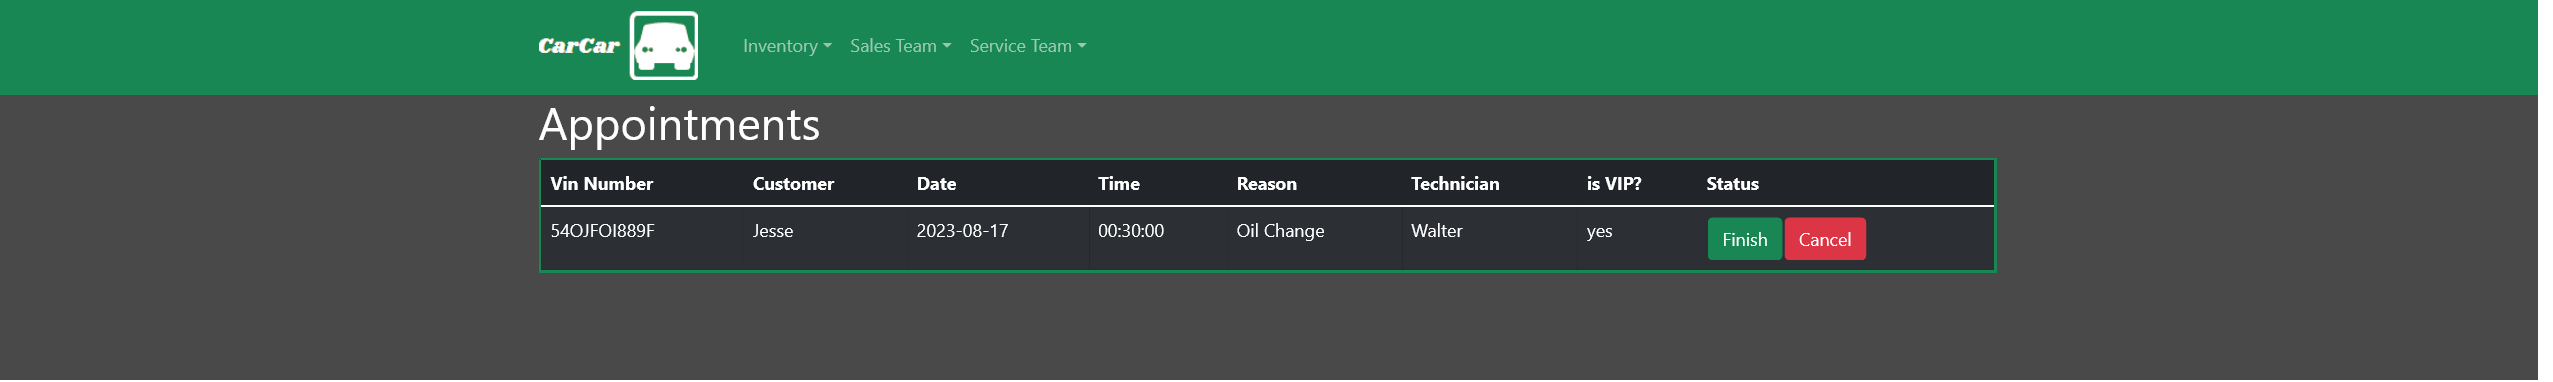 CarCar Inventory Sales Team Service Team
Appointments
Vin Number Customer Date Time Reason Technician is VIP? Status
54OJFOI889F Jesse 2023-08-17 00:30:00 Oil Change Walter yes Finish Cancel